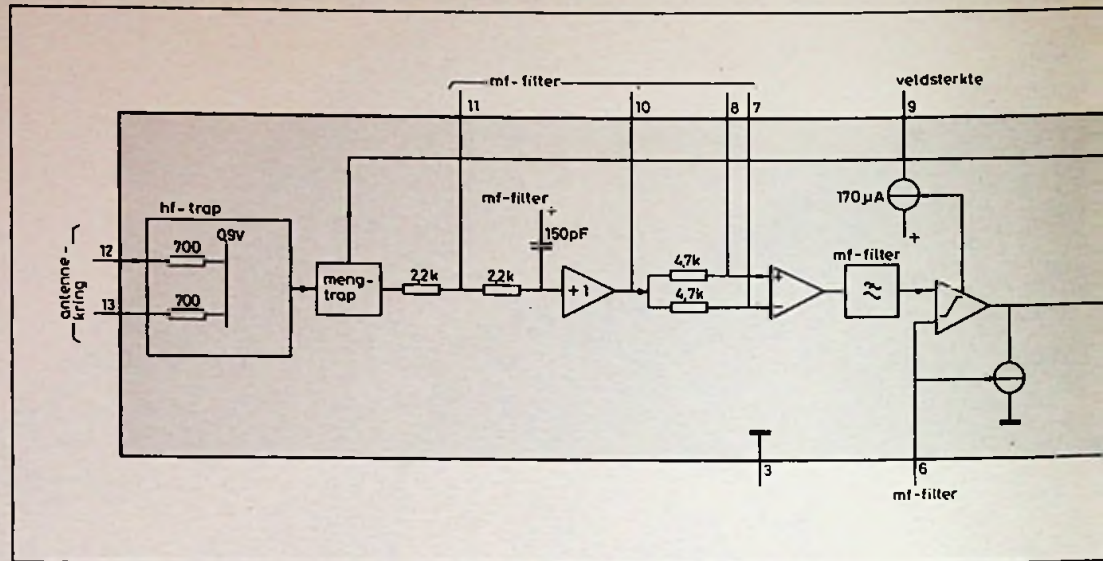 mf-filter
veldsterkte
11
10
8
7
9
hf-trap
mf-filter
+
170µA
0,9V
150pF
+
12
700
4,7k
mf-filter
antenne-
kring
meng-
trap
2,2k
2,2k
+1
+
≈
-
13
700
4,7k
-
3
6
mf-filter